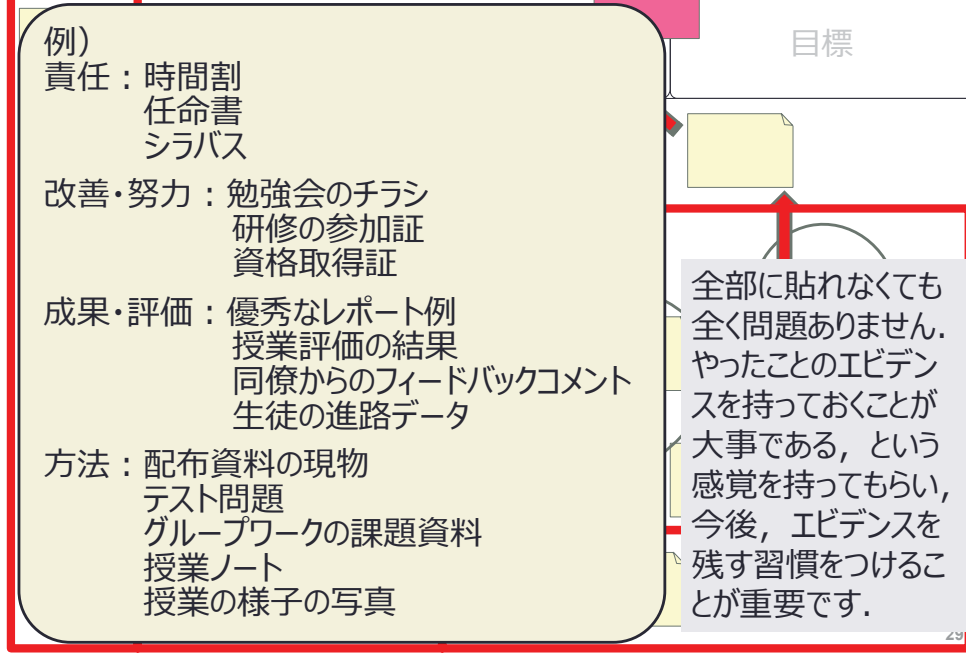 例）
責任：時間割
任命書
シラバス
改善・努力：勉強会のチラシ
研修の参加証
資格取得証
成果・評価：優秀なレポート例
授業評価の結果
同僚からのフィードバックコメント
生徒の進路データ
方法：配布資料の現物
テスト問題
グループワークの課題資料
授業ノート
授業の様子の写真
目標
全部に貼れなくても
全く問題ありません．
やったことのエビデン
スを持っておくことが
大事である，という
感覚を持ってもらい，
今後，エビデンスを
残す習慣をつけるこ
とが重要です．
29